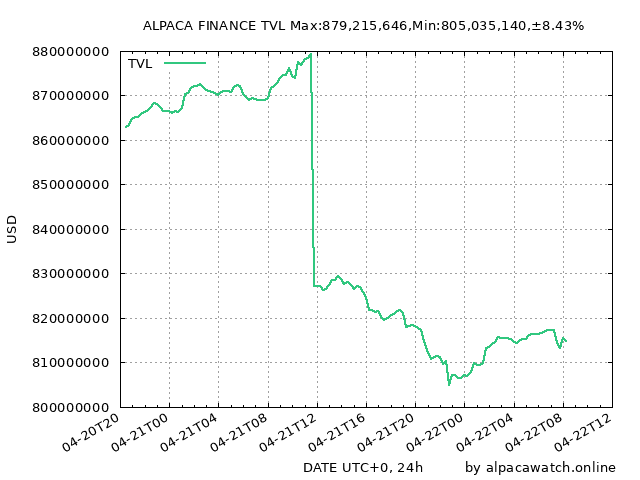 ALPACA FINANCE TVL Max:879,215,646,Min:805,035,140,±8.43%
TVL
880000000
870000000
860000000
850000000
840000000
830000000
820000000
810000000
800000000
USD
04-20T20
04-21T00
04-21T04
04-21T08
04-21T12
04-21T16
04-21T20
04-22T00
04-22T04
04-22T08
04-22T12
DATE UTC+0, 24h
by alpacawatch.online